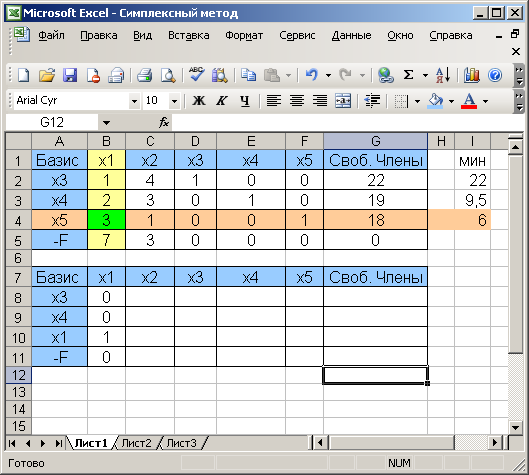 Microsoft Excel - Симплексный метод
Файл Правка Вид Вставка Формат Сервис Данные Окно Справка
Arial Cyr 10 Ж К Ч
G12 fx
A B C D E F G H I
1 Базис x1 x2 x3 x4 x5 Своб. Члены мин
2 x3 1 4 1 0 0 22 22
3 x4 2 3 0 1 0 19 9,5
4 x5 3 1 0 0 1 18 6
5 -F 7 3 0 0 0 0
6
7 Базис x1 x2 x3 x4 x5 Своб. Члены
8 x3 0
9 x4 0
10 x1 1
11 -F 0
12
13
14
15
Лист1 Лист2 Лист3
Готово NUM